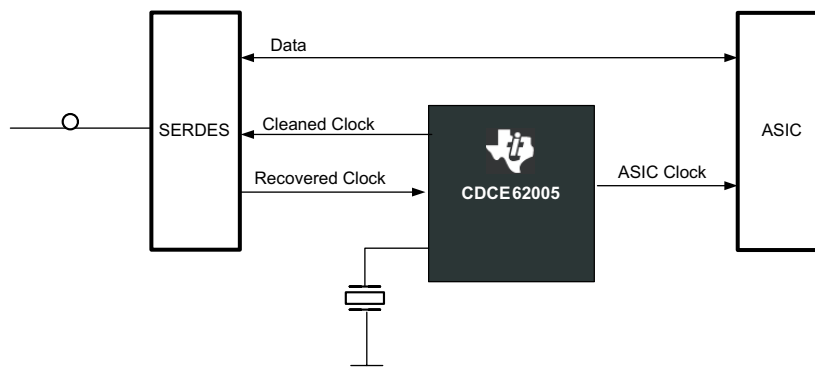 Data
SERDES
Cleaned Clock
ASIC
Recovered Clock
ASIC Clock
CDCE62005